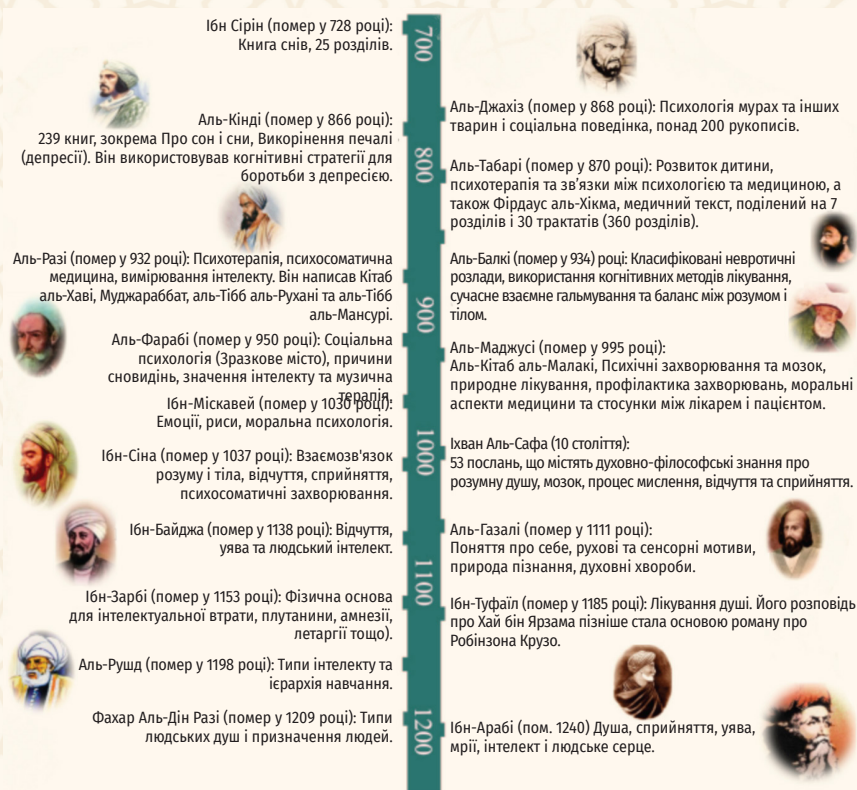 Ібн Сірін (помер у 728 році):
Книга снів, 25 розділів.
Аль-Кінді (помер у 866 році):
239 книг, зокрема Про сон і сни, Викорінення печалі
(депресії). Він використовував когнітивні стратегії для
боротьби з депресією.
Аль-Разі (помер у 932 році): Психотерапія, психосоматична
медицина, вимірювання інтелекту. Він написав Кітаб
аль-Хаві, Муджараббат, аль-Тібб аль-Рухані та аль-Тібб
аль-Мансурі.
Аль-Фарабі (помер у 950 році): Соціальна
психологія (Зразкове місто), причини
сновидінь, значення інтелекту та музична
терапія.
Ібн-Міскавей (помер у 1030 році):
Емоції, риси, моральна психологія.
Ібн-Сіна (помер у 1037 році): Взаємозв'язок
розуму і тіла, відчуття, сприйняття,
психосоматичні захворювання.
Ібн-Байджа (помер у 1138 році): Відчуття,
уява та людський інтелект.
Ібн-Зарбі (помер у 1153 році): Фізична основа
для інтелектуальної втрати, плутанини, амнезії,
летаргії тощо).
Аль-Рушд (помер у 1198 році): Типи інтелекту та
ієрархія навчання.
Фахар Аль-Дін Разі (помер у 1209 році): Типи
людських душ і призначення людей.
700
800
900
1000
1100
1200
Аль-Джахіз (помер у 868 році): Психологія мурах та інших
тварин і соціальна поведінка, понад 200 рукописів.
Аль-Табарі (помер у 870 році): Розвиток дитини,
психотерапія та зв’язки між психологією та медициною, а
також Фірдаус аль-Хікма, медичний текст, поділений на 7
розділів і 30 трактатів (360 розділів).
Аль-Балкі (помер у 934) році: Класифіковані невротичні
розлади, використання когнітивних методів лікування,
сучасне взаємне гальмування та баланс між розумом і
тілом.
Аль-Маджусі (помер у 995 році):
Аль-Кітаб аль-Малакі, Психічні захворювання та мозок,
природне лікування, профілактика захворювань, моральні
аспекти медицини та стосунки між лікарем і пацієнтом.
Іхван Аль-Сафа (10 століття):
53 послань, що містять духовно-філософські знання про
розумну душу, мозок, процес мислення, відчуття та сприйняття.
Аль-Газалі (помер у 1111 році):
Поняття про себе, рухові та сенсорні мотиви,
природа пізнання, духовні хвороби.
Ібн-Туфаїл (помер у 1185 році): Лікування душі. Його розповідь
про Хай бін Ярзама пізніше стала основою роману про
Робінзона Крузо.
Ібн-Арабі (пом. 1240) Душа, сприйняття, уява,
мрії, інтелект і людське серце.